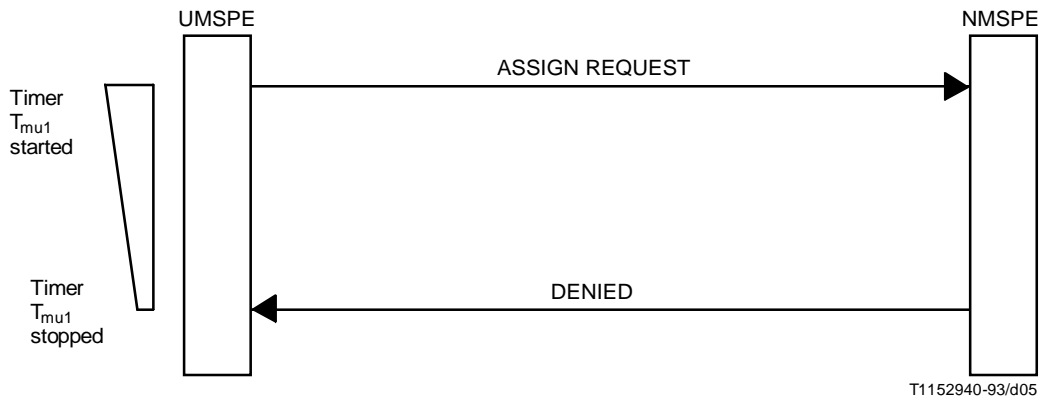 UMSPE
NMSPE
ASSIGN REQUEST
Timer
Tmu1
started
DENIED
Timer
Tmu1
stopped
T1152940-93/d05